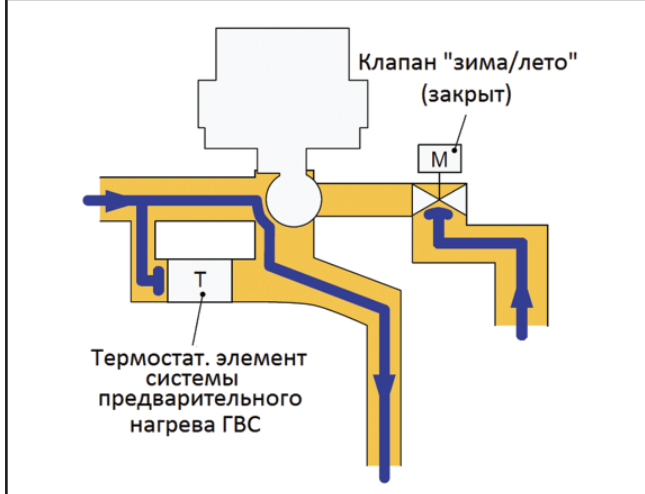 Клапан "зима/лето"
(закрыт)
М
Т
Термостат. элемент
системы
предварительного
нагрева ГВС